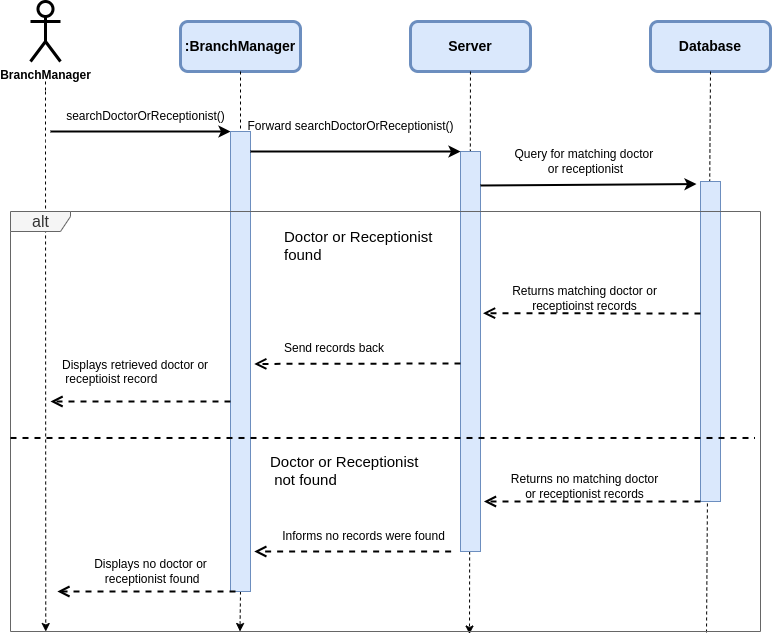 :BranchManager
Server
Database
BranchManager
searchDoctorOrReceptionist()
Forward searchDoctorOrReceptionist()
Query for matching doctor
or receptionist
alt
Doctor or Receptionist
found
Returns matching doctor or
receptioinst records
Send records back
Displays retrieved doctor or
receptioist record
Doctor or Receptionist
not found
Returns no matching doctor
or receptionist records
Informs no records were found
Displays no doctor or
receptionist found